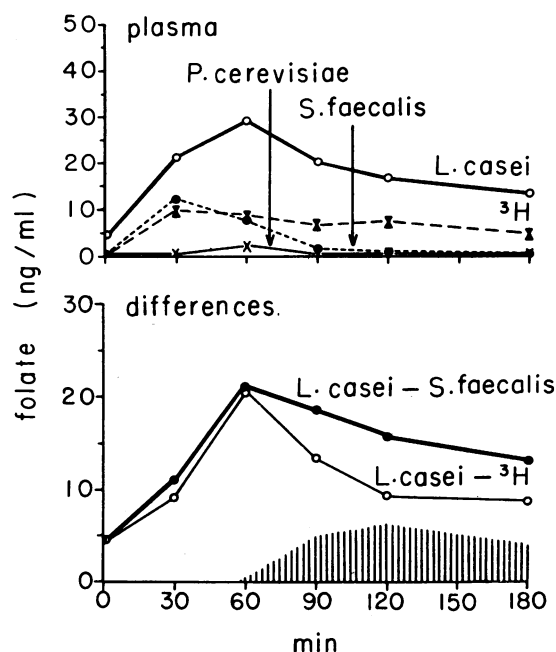 plasma
50
40
30
20
10
0
P. cerevisiae
S. faecalis
L. casei
³H
folate (ng/ml)
differences.
30
20
10
0
L. casei – S. faecalis
L. casei – ³H
0 30 60 90 120 150 180
min